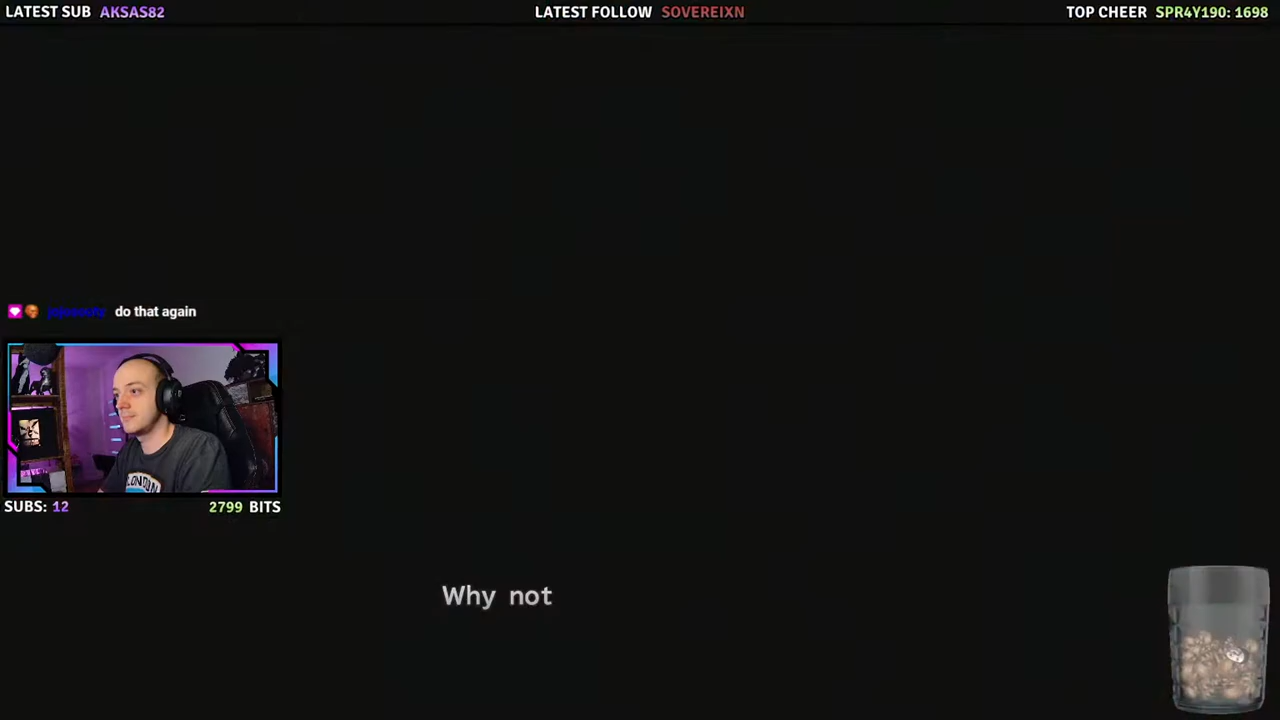 LATEST SUB AKSAS82
LATEST FOLLOW SOVEREIXN
TOP CHEER SPR4Y190: 1698
do that again
LONDON
SUBS: 12
2799 BITS
Why not